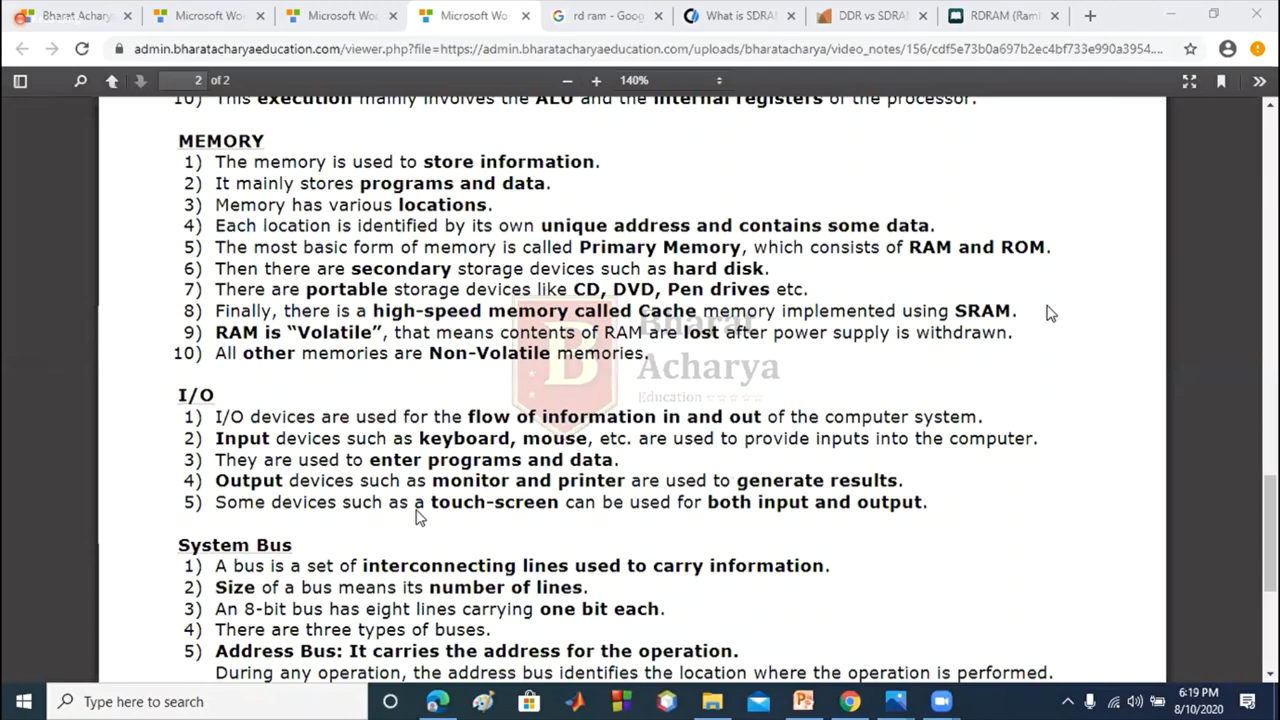 Bharat Acharya
Microsoft Wo
Microsoft Wo
Microsoft Wo
rd ram - Goog
What is SDRAM
DDR vs SDRA
RDRAM (Ram
admin.bharatacharyaeducation.com/viewer.php?file=https://admin.bharatacharyaeducation.com/uploads/bharatacharya/video_notes/156/cdf5e73b0a697b2ec4bf733e990a3954....
2 of 2
140%
10) This execution mainly involves the ALU and the internal registers of the processor.
MEMORY
1) The memory is used to store information.
2) It mainly stores programs and data.
3) Memory has various locations.
4) Each location is identified by its own unique address and contains some data.
5) The most basic form of memory is called Primary Memory, which consists of RAM and ROM.
6) Then there are secondary storage devices such as hard disk.
7) There are portable storage devices like CD, DVD, Pen drives etc.
8) Finally, there is a high-speed memory called Cache memory implemented using SRAM.
9) RAM is “Volatile”, that means contents of RAM are lost after power supply is withdrawn.
10) All other memories are Non-Volatile memories.
B
Bharat
Acharya
Education
I/O
1) I/O devices are used for the flow of information in and out of the computer system.
2) Input devices such as keyboard, mouse, etc. are used to provide inputs into the computer.
3) They are used to enter programs and data.
4) Output devices such as monitor and printer are used to generate results.
5) Some devices such as a touch-screen can be used for both input and output.
System Bus
1) A bus is a set of interconnecting lines used to carry information.
2) Size of a bus means its number of lines.
3) An 8-bit bus has eight lines carrying one bit each.
4) There are three types of buses.
5) Address Bus: It carries the address for the operation.
During any operation, the address bus identifies the location where the operation is performed.
Type here to search
6:19 PM
8/10/2020